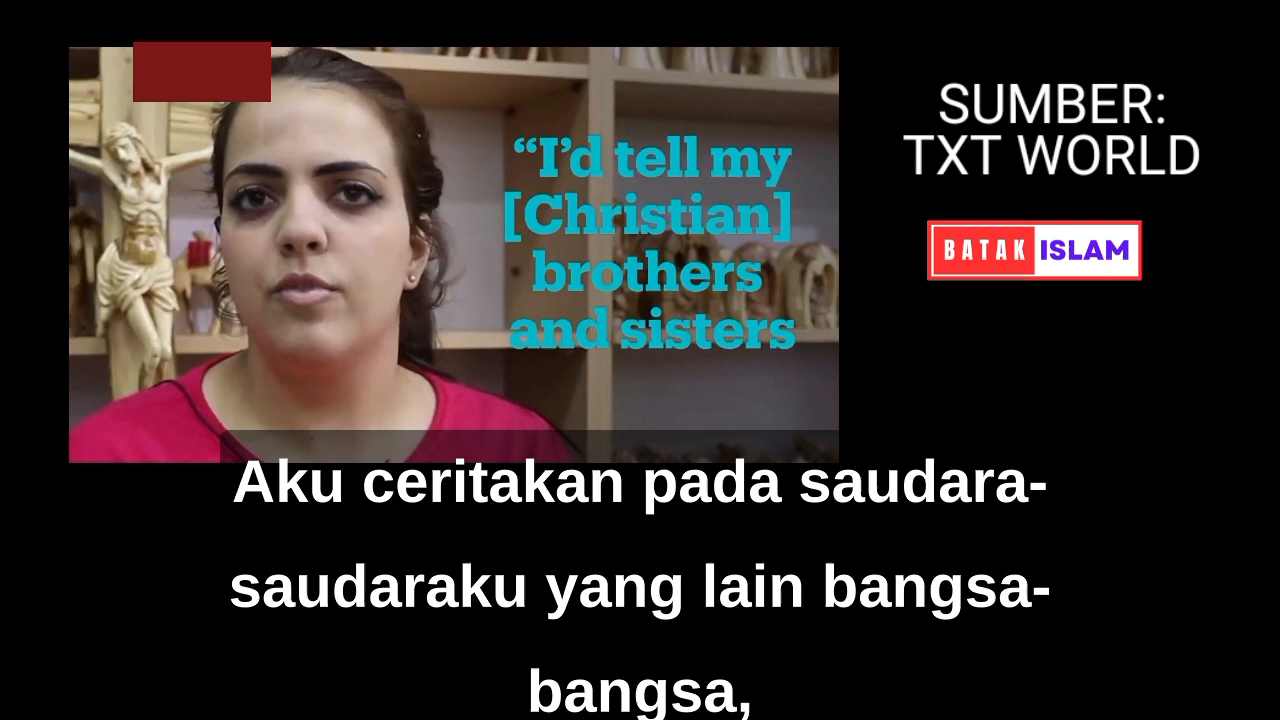 “I’d tell my
[Christian]
brothers
and sisters
SUMBER:
TXT WORLD
BATAK ISLAM
Aku ceritakan pada saudara-
saudaraku yang lain bangsa-
bangsa,